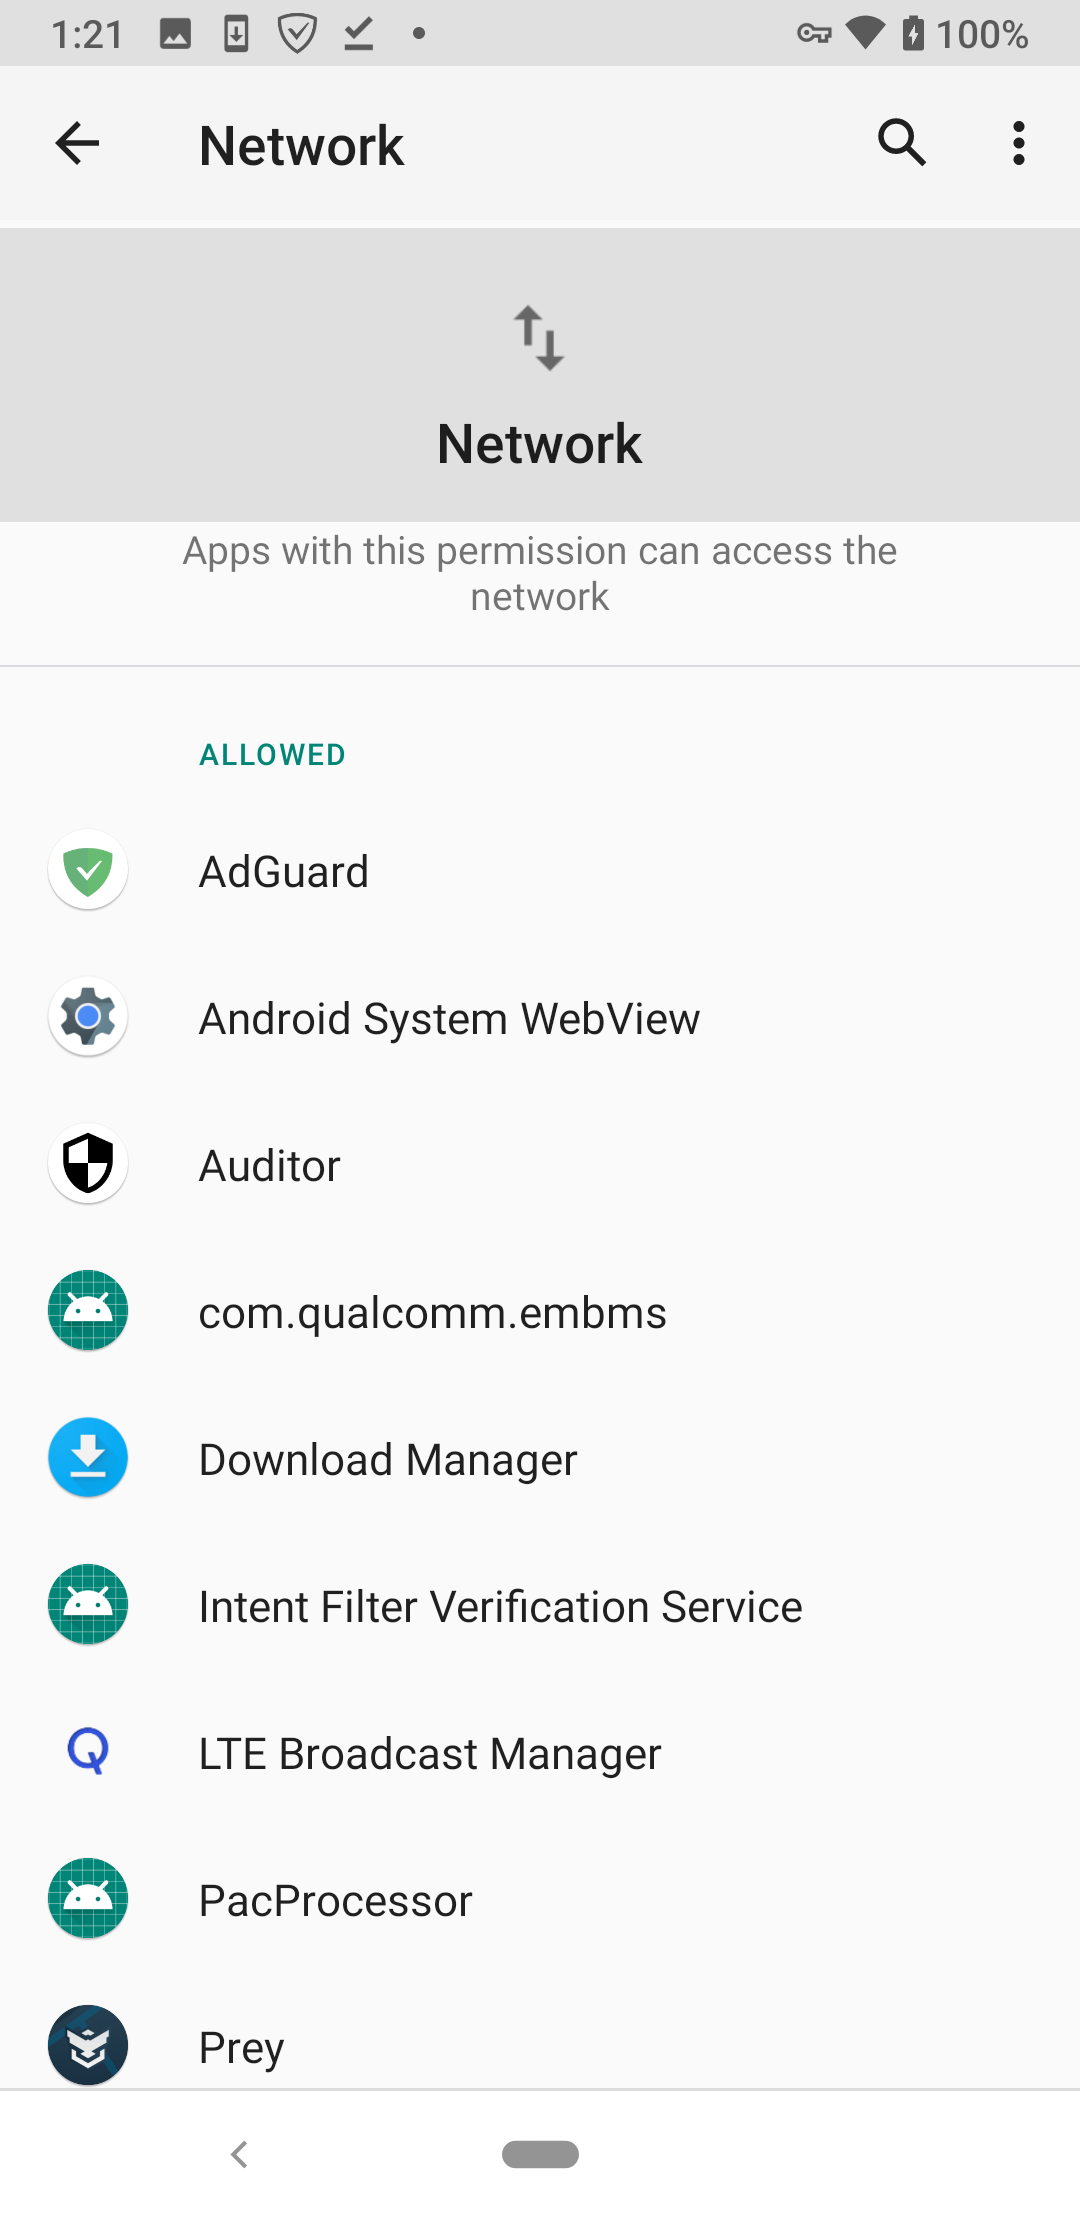 1:21
100%
Network
Network
Apps with this permission can access the
network
ALLOWED
AdGuard
Android System WebView
Auditor
com.qualcomm.embms
Download Manager
Intent Filter Verification Service
LTE Broadcast Manager
PacProcessor
Prey